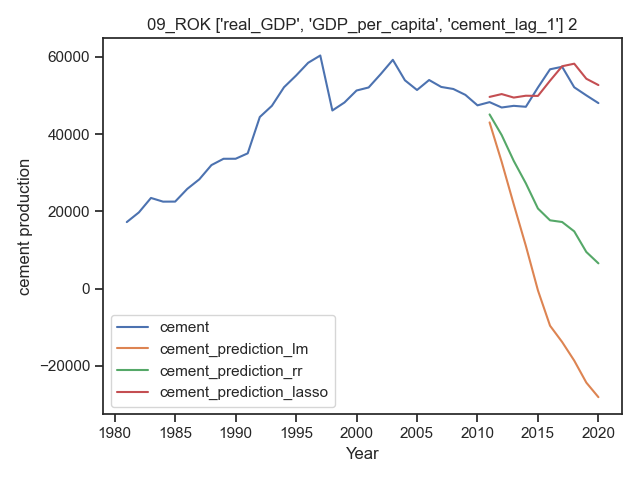 09_ROK ['real_GDP', 'GDP_per_capita', 'cement_lag_1'] 2
60000
40000
20000
0
−20000
cement production
cement
cement_prediction_lm
cement_prediction_rr
cement_prediction_lasso
1980 1985 1990 1995 2000 2005 2010 2015 2020
Year